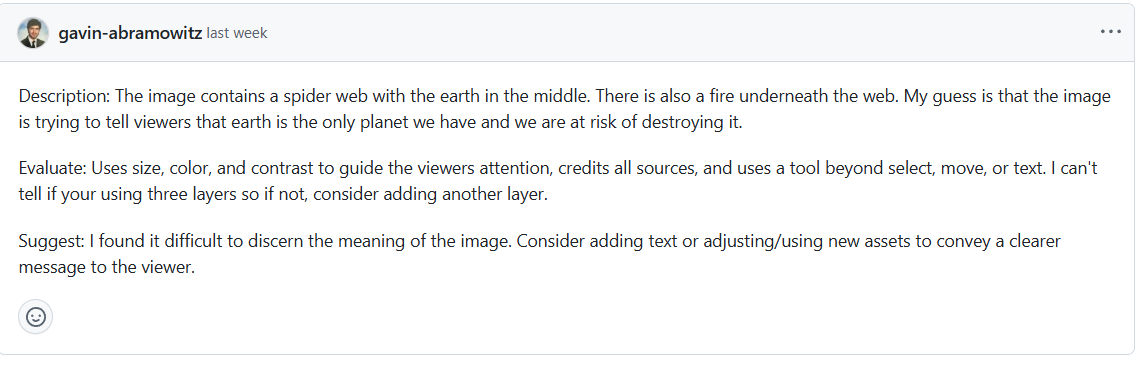 gavin-abramowitz last week
Description: The image contains a spider web with the earth in the middle. There is also a fire underneath the web. My guess is that the image
is trying to tell viewers that earth is the only planet we have and we are at risk of destroying it.
Evaluate: Uses size, color, and contrast to guide the viewers attention, credits all sources, and uses a tool beyond select, move, or text. I can't
tell if your using three layers so if not, consider adding another layer.
Suggest: I found it difficult to discern the meaning of the image. Consider adding text or adjusting/using new assets to convey a clearer
message to the viewer.